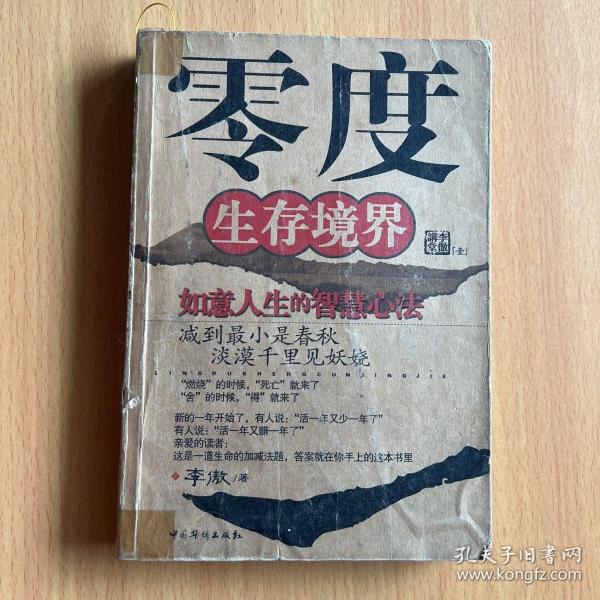 零度
生存境界
李敖
讲堂
「壹」
如意人生的智慧心法
减到最小是春秋
淡漠千里见妖娆
LINGDUSHENGCUNJINGJIE
“燃烧”的时候，“死亡”就来了
“舍”的时候，“得”就来了
新的一年开始了，有人说：“活一年又少一年了”
有人说：“活一年又赚一年了”
亲爱的读者：
这是一道生命的加减法题，答案就在你手上的这本书里
李傲/著
中国华侨出版社
孔夫子旧书网
www.kongfz.com